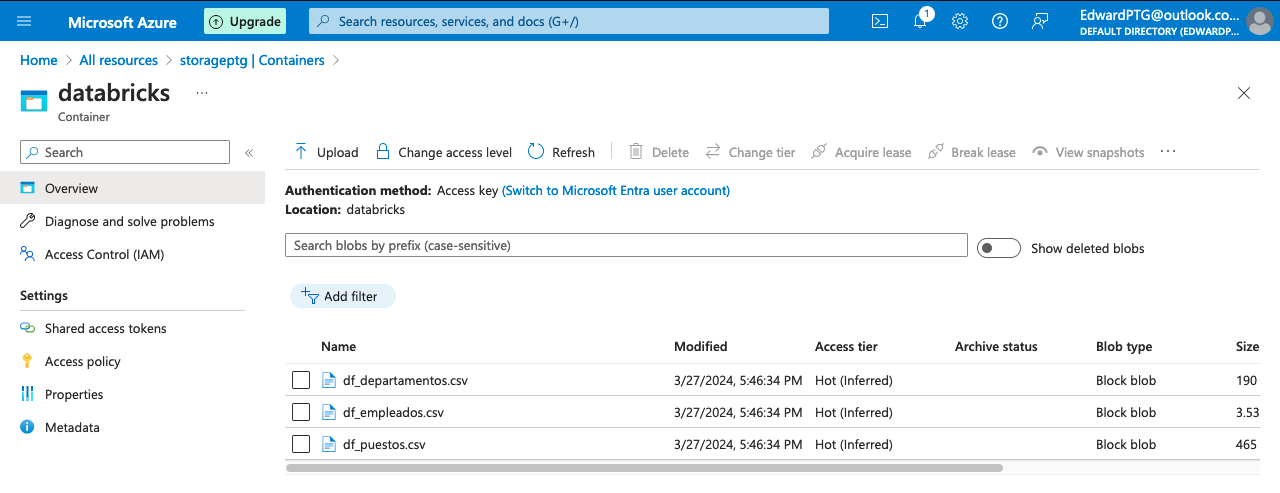 Microsoft Azure Upgrade Search resources, services, and docs (G+/) 1 EdwardPTG@outlook.co...
DEFAULT DIRECTORY (EDWARDP...
Home > All resources > storageptg | Containers >
databricks ...
Container
Search «
Overview
Diagnose and solve problems
Access Control (IAM)
Settings
Shared access tokens
Access policy
Properties
Metadata
Upload Change access level Refresh Delete Change tier Acquire lease Break lease View snapshots ...
Authentication method: Access key (Switch to Microsoft Entra user account)
Location: databricks
Search blobs by prefix (case-sensitive) Show deleted blobs
Add filter
Name Modified Access tier Archive status Blob type Size
df_departamentos.csv 3/27/2024, 5:46:34 PM Hot (Inferred) Block blob 190
df_empleados.csv 3/27/2024, 5:46:34 PM Hot (Inferred) Block blob 3.53
df_puestos.csv 3/27/2024, 5:46:34 PM Hot (Inferred) Block blob 465